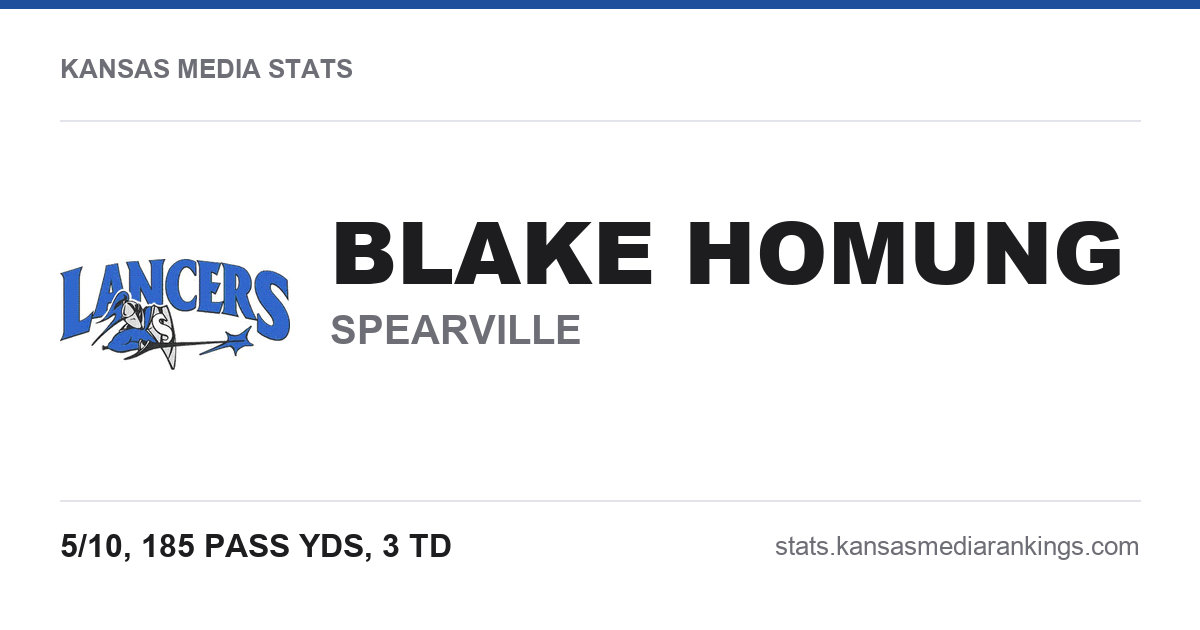 KANSAS MEDIA STATS
BLAKE HOMUNG
LANCERS
S
SPEARVILLE
5/10, 185 PASS YDS, 3 TD
stats.kansasmediarankings.com